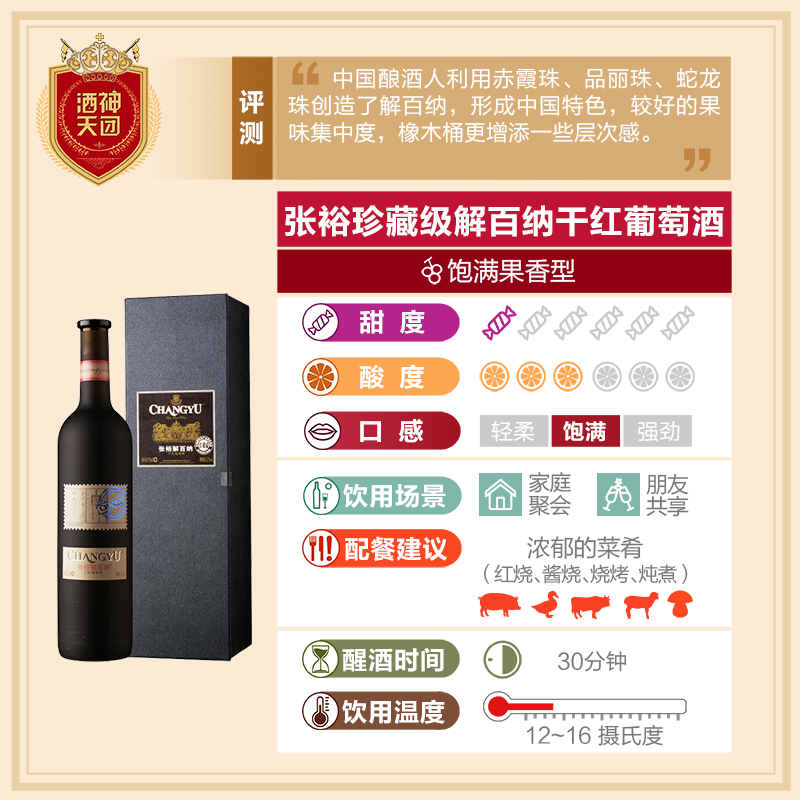 酒神
天团
评测
“中国酿酒人利用赤霞珠、品丽珠、蛇龙
珠创造了解百纳，形成中国特色，较好的果
味集中度，橡木桶更增添一些层次感。
”
张裕珍藏级解百纳干红葡萄酒
饱满果香型
甜度
酸度
口感
轻柔
饱满
强劲
饮用场景
家庭
聚会
朋友
共享
配餐建议
浓郁的菜肴
（红烧、酱烧、烧烤、炖煮）
醒酒时间
30分钟
饮用温度
12~16 摄氏度
CHANGYU
张裕解百纳
CHANGYU
张裕解百纳